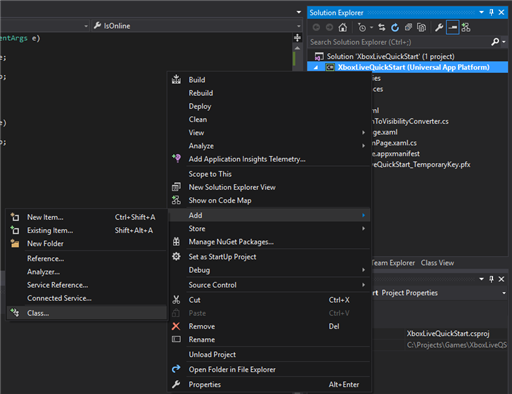 IsOnline
entArgs e)
e;
o;
e)
o;
Solution Explorer
Search Solution Explorer (Ctrl+;)
Solution 'XboxLiveQuickStart' (1 project)
XboxLiveQuickStart (Universal App Platform)
ies
nces
ml
nToVisibilityConverter.cs
Page.xaml
nPage.xaml.cs
e.appxmanifest
veQuickStart_TemporaryKey.pfx
Build
Rebuild
Deploy
Clean
View
Analyze
Add Application Insights Telemetry...
Scope to This
New Solution Explorer View
Show on Code Map
Add
Store
Manage NuGet Packages...
Set as StartUp Project
Debug
Source Control
Cut Ctrl+X
Paste Ctrl+V
Remove Del
Rename
Unload Project
Open Folder in File Explorer
Properties Alt+Enter
New Item... Ctrl+Shift+A
Existing Item... Shift+Alt+A
New Folder
Reference...
Analyzer...
Service Reference...
Connected Service...
Class...
Team Explorer Class View
rt Project Properties
XboxLiveQuickStart.csproj
C:\Projects\Games\XboxLiveQS